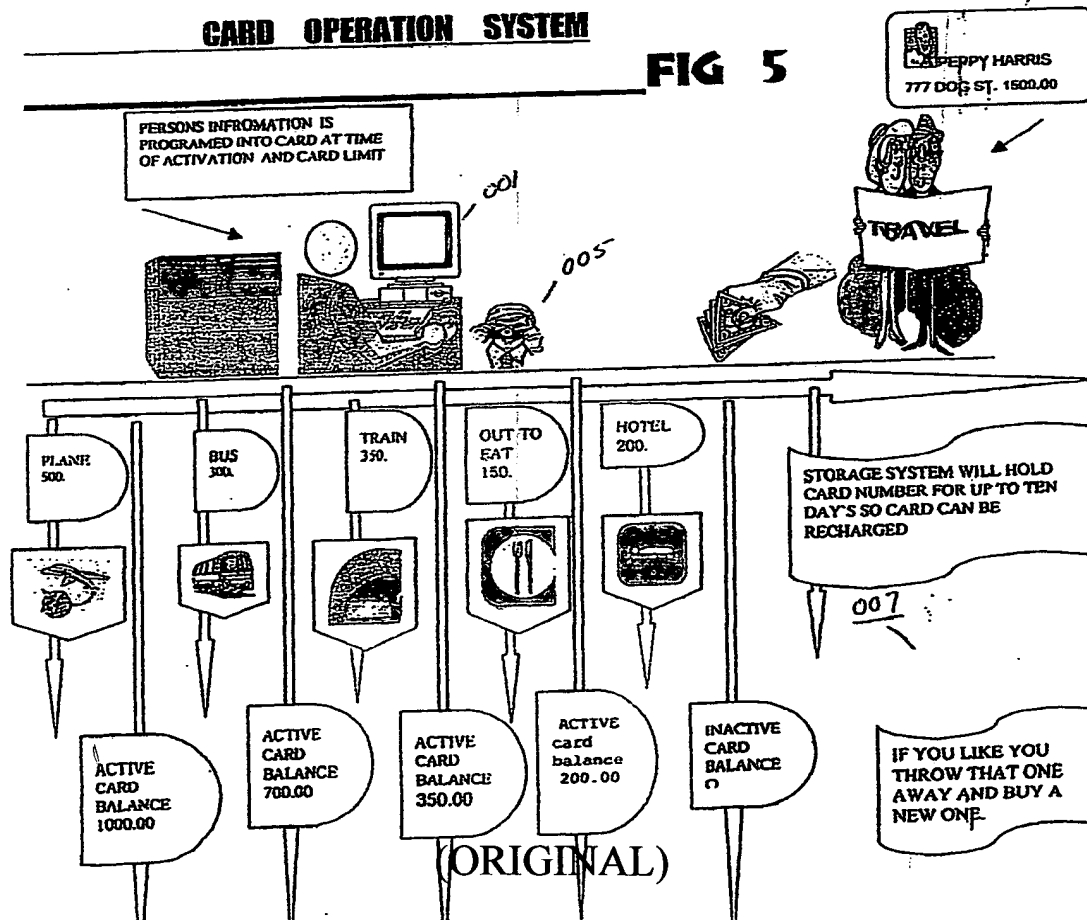 CARD OPERATION SYSTEM
FIG 5
PEPPY HARRIS
777 DOG ST. 1500.00
PERSONS INFROMATION IS
PROGRAMED INTO CARD AT TIME
OF ACTIVATION AND CARD LIMIT
001
005
TRAVEL
PLANE
500.
BUS
300.
TRAIN
350.
OUT TO
EAT
150.
HOTEL
200.
STORAGE SYSTEM WILL HOLD
CARD NUMBER FOR UP TO TEN
DAY'S SO CARD CAN BE
RECHARGED
007
ACTIVE
CARD
BALANCE
1000.00
ACTIVE
CARD
BALANCE
700.00
ACTIVE
CARD
BALANCE
350.00
ACTIVE
card
balance
200.00
INACTIVE
CARD
BALANCE
IF YOU LIKE YOU
THROW THAT ONE
AWAY AND BUY A
NEW ONE.
(ORIGINAL)